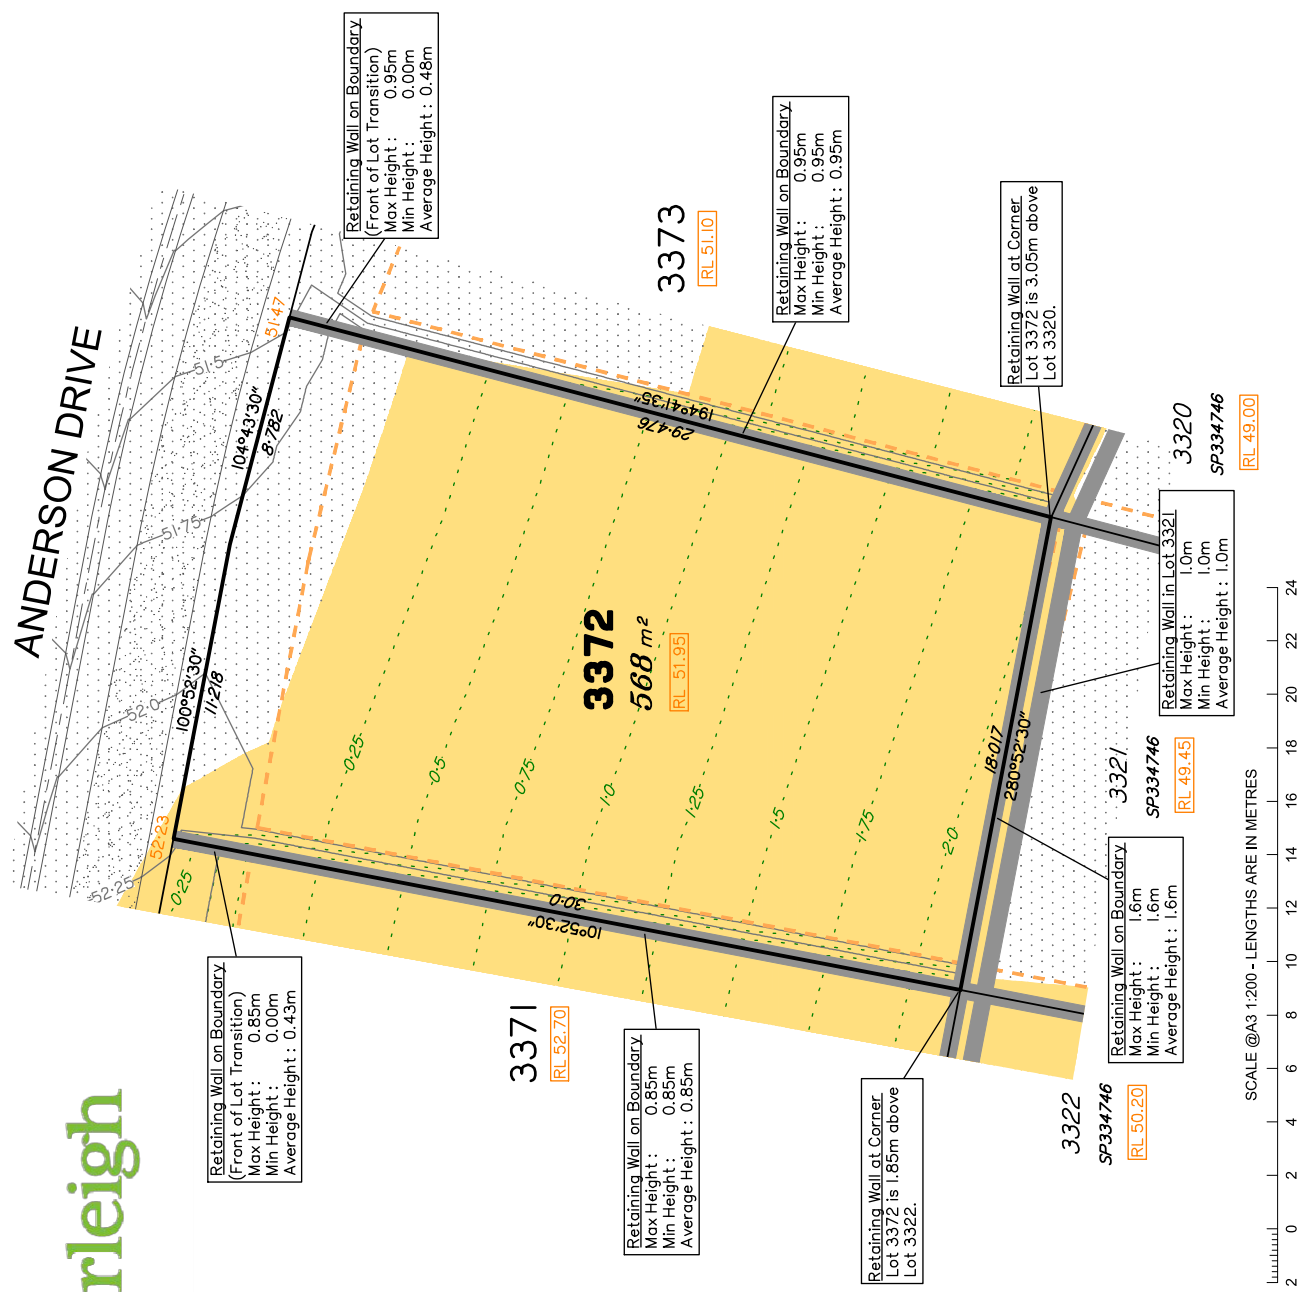 ANDERSON DRIVE
rleigh
Retaining Wall on Boundary
(Front of Lot Transition)
Max Height : 0.95m
Min Height : 0.00m
Average Height : 0.48m
Retaining Wall on Boundary
Max Height : 0.95m
Min Height : 0.95m
Average Height : 0.95m
Retaining Wall at Corner
Lot 3372 is 3.05m above
Lot 3320.
3373
RL 51.10
51·47
51·5
104°43'30"
8·782
51·75
100°52'30"
11·218
52·0
52·23
52·25
194°41'35"
29·476
3372
568 m²
RL 51.95
0·25
0·25
0·5
0·75
1·0
1·25
1·5
1·75
2·0
10°52'30"
30·0
18·017
280°52'30"
3320
SP334746
RL 49.00
Retaining Wall in Lot 3321
Max Height : 1.0m
Min Height : 1.0m
Average Height : 1.0m
3321
SP334746
RL 49.45
Retaining Wall on Boundary
Max Height : 1.6m
Min Height : 1.6m
Average Height : 1.6m
Retaining Wall on Boundary
(Front of Lot Transition)
Max Height : 0.85m
Min Height : 0.00m
Average Height : 0.43m
3371
RL 52.70
Retaining Wall on Boundary
Max Height : 0.85m
Min Height : 0.85m
Average Height : 0.85m
Retaining Wall at Corner
Lot 3372 is 1.85m above
Lot 3322.
3322
SP334746
RL 50.20
SCALE @A3 1:200 - LENGTHS ARE IN METRES
2 0 2 4 6 8 10 12 14 16 18 20 22 24